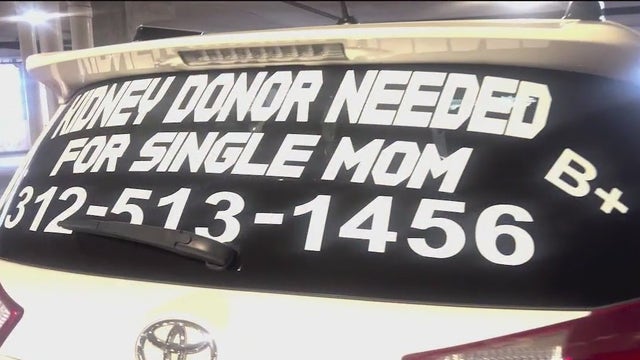 KIDNEY DONOR NEEDED
FOR SINGLE MOM
B+
312-513-1456